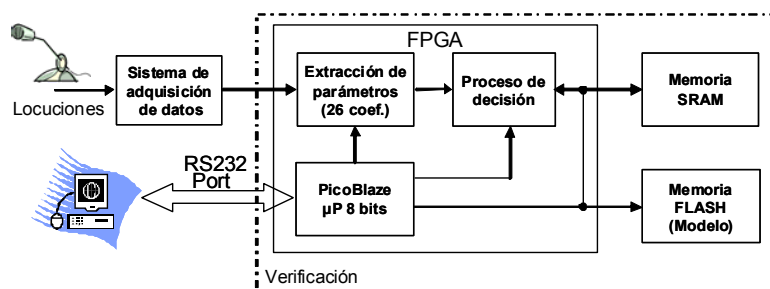 FPGA
Sistema de
adquisición
de datos
Extracción de
parámetros
(26 coef.)
Proceso de
decisión
Memoria
SRAM
Locuciones
RS232
Port
PicoBlaze
µP 8 bits
Memoria
FLASH
(Modelo)
Verificación